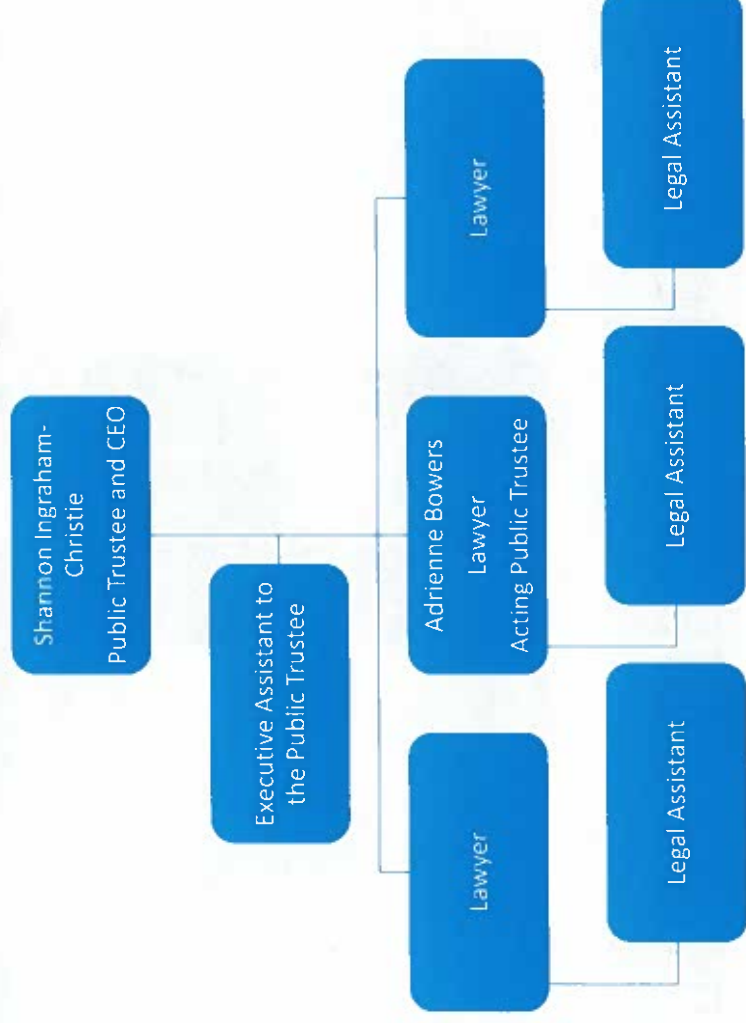 Shannon Ingraham-
Christie
Public Trustee and CEO
Executive Assistant to
the Public Trustee
Lawyer
Adrienne Bowers
Lawyer
Acting Public Trustee
Lawyer
Legal Assistant
Legal Assistant
Legal Assistant